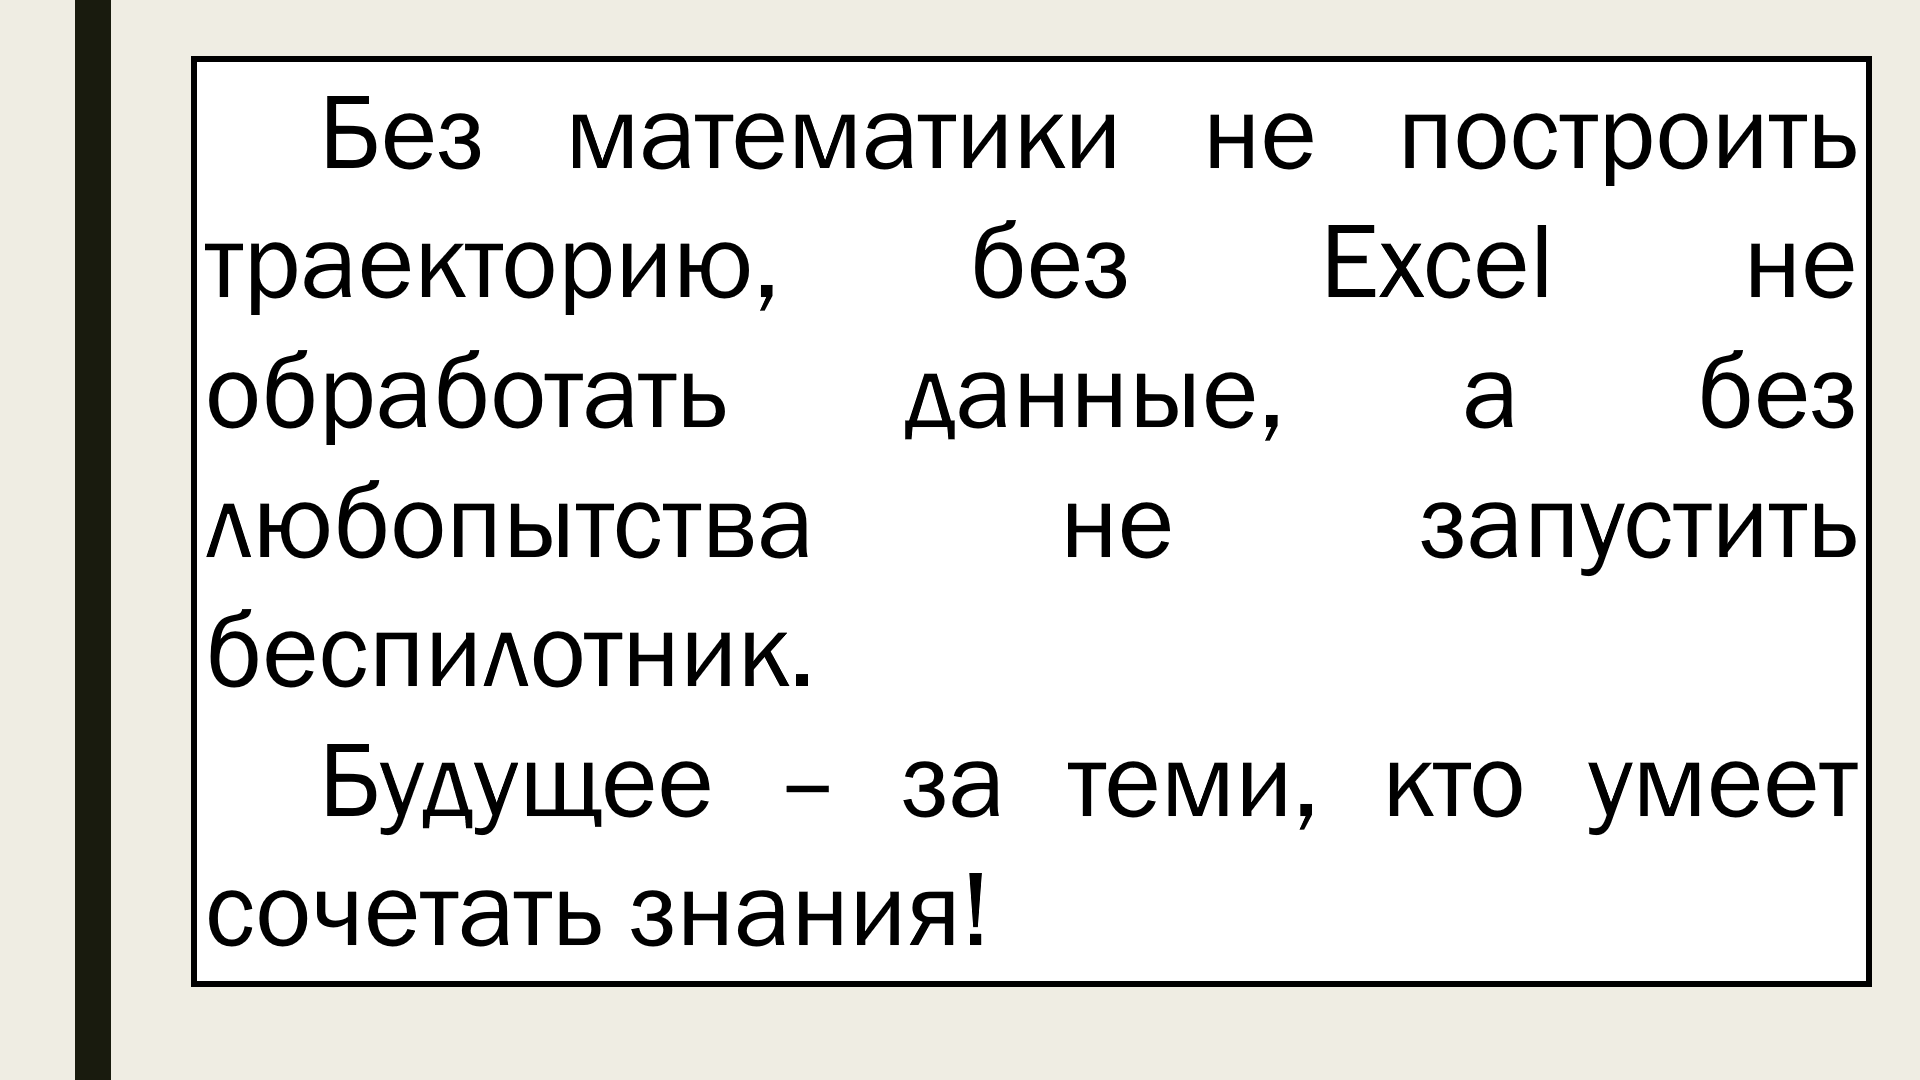 Без математики не построить
траекторию, без Excel не
обработать данные, а без
любопытства не запустить
беспилотник.
Будущее – за теми, кто умеет
сочетать знания!